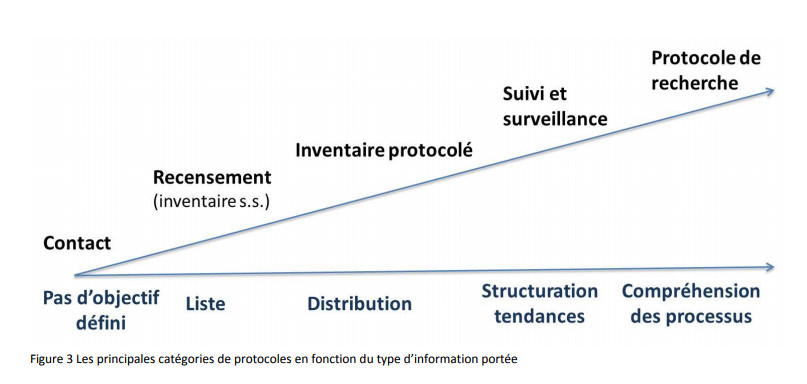 Protocole de
recherche
Suivi et
surveillance
Inventaire protocolé
Recensement
(inventaire s.s.)
Contact
Pas d’objectif
défini
Liste
Distribution
Structuration
tendances
Compréhension
des processus
Figure 3 Les principales catégories de protocoles en fonction du type d’information portée